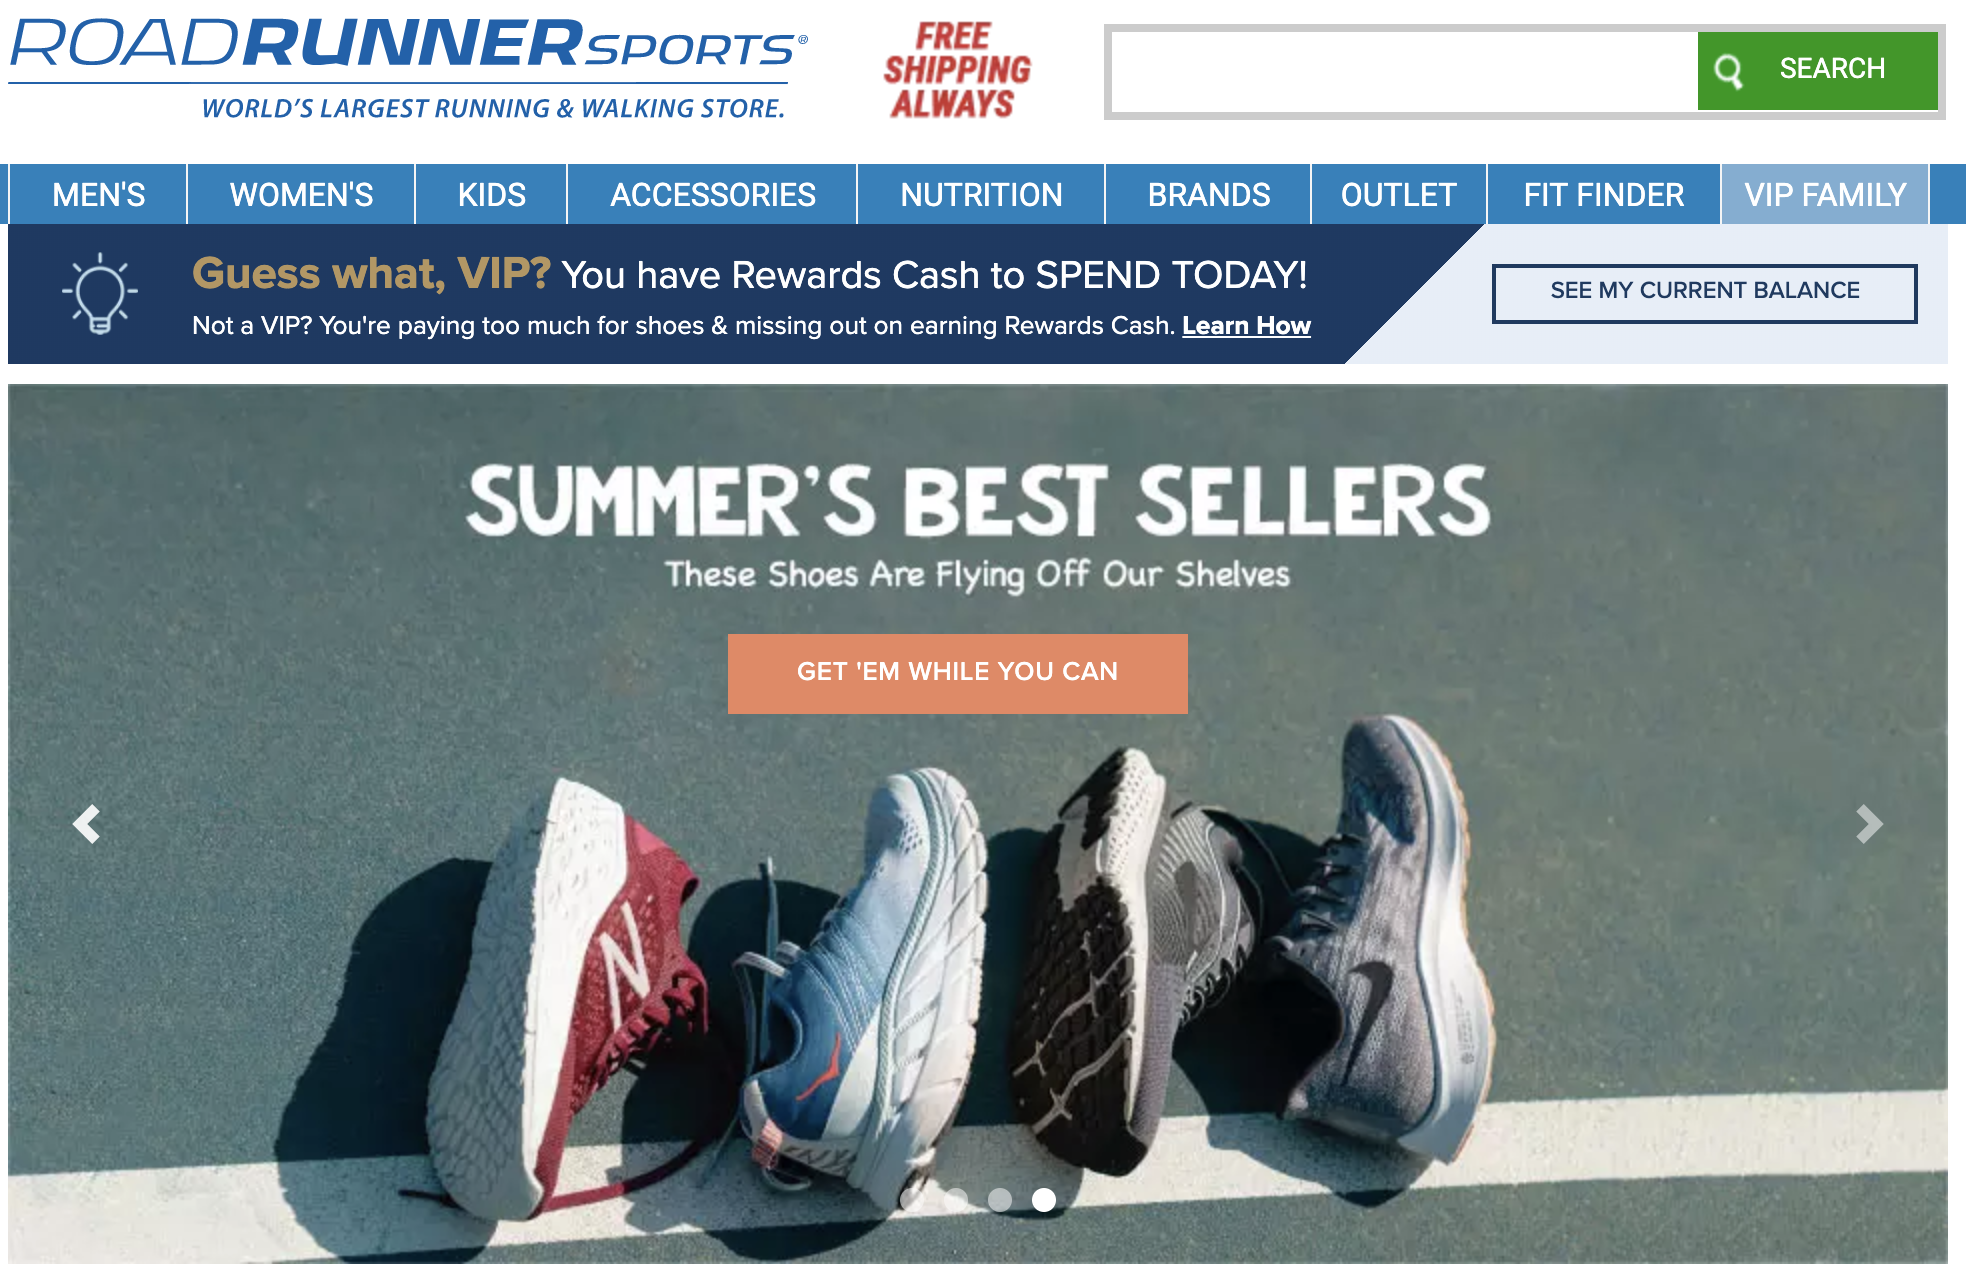 ROADRUNNERSPORTS®
WORLD'S LARGEST RUNNING & WALKING STORE.
FREE
SHIPPING
ALWAYS
SEARCH
MEN'S
WOMEN'S
KIDS
ACCESSORIES
NUTRITION
BRANDS
OUTLET
FIT FINDER
VIP FAMILY
Guess what, VIP? You have Rewards Cash to SPEND TODAY!
Not a VIP? You're paying too much for shoes & missing out on earning Rewards Cash. Learn How
SEE MY CURRENT BALANCE
SUMMER'S BEST SELLERS
These Shoes Are Flying Off Our Shelves
GET 'EM WHILE YOU CAN
N